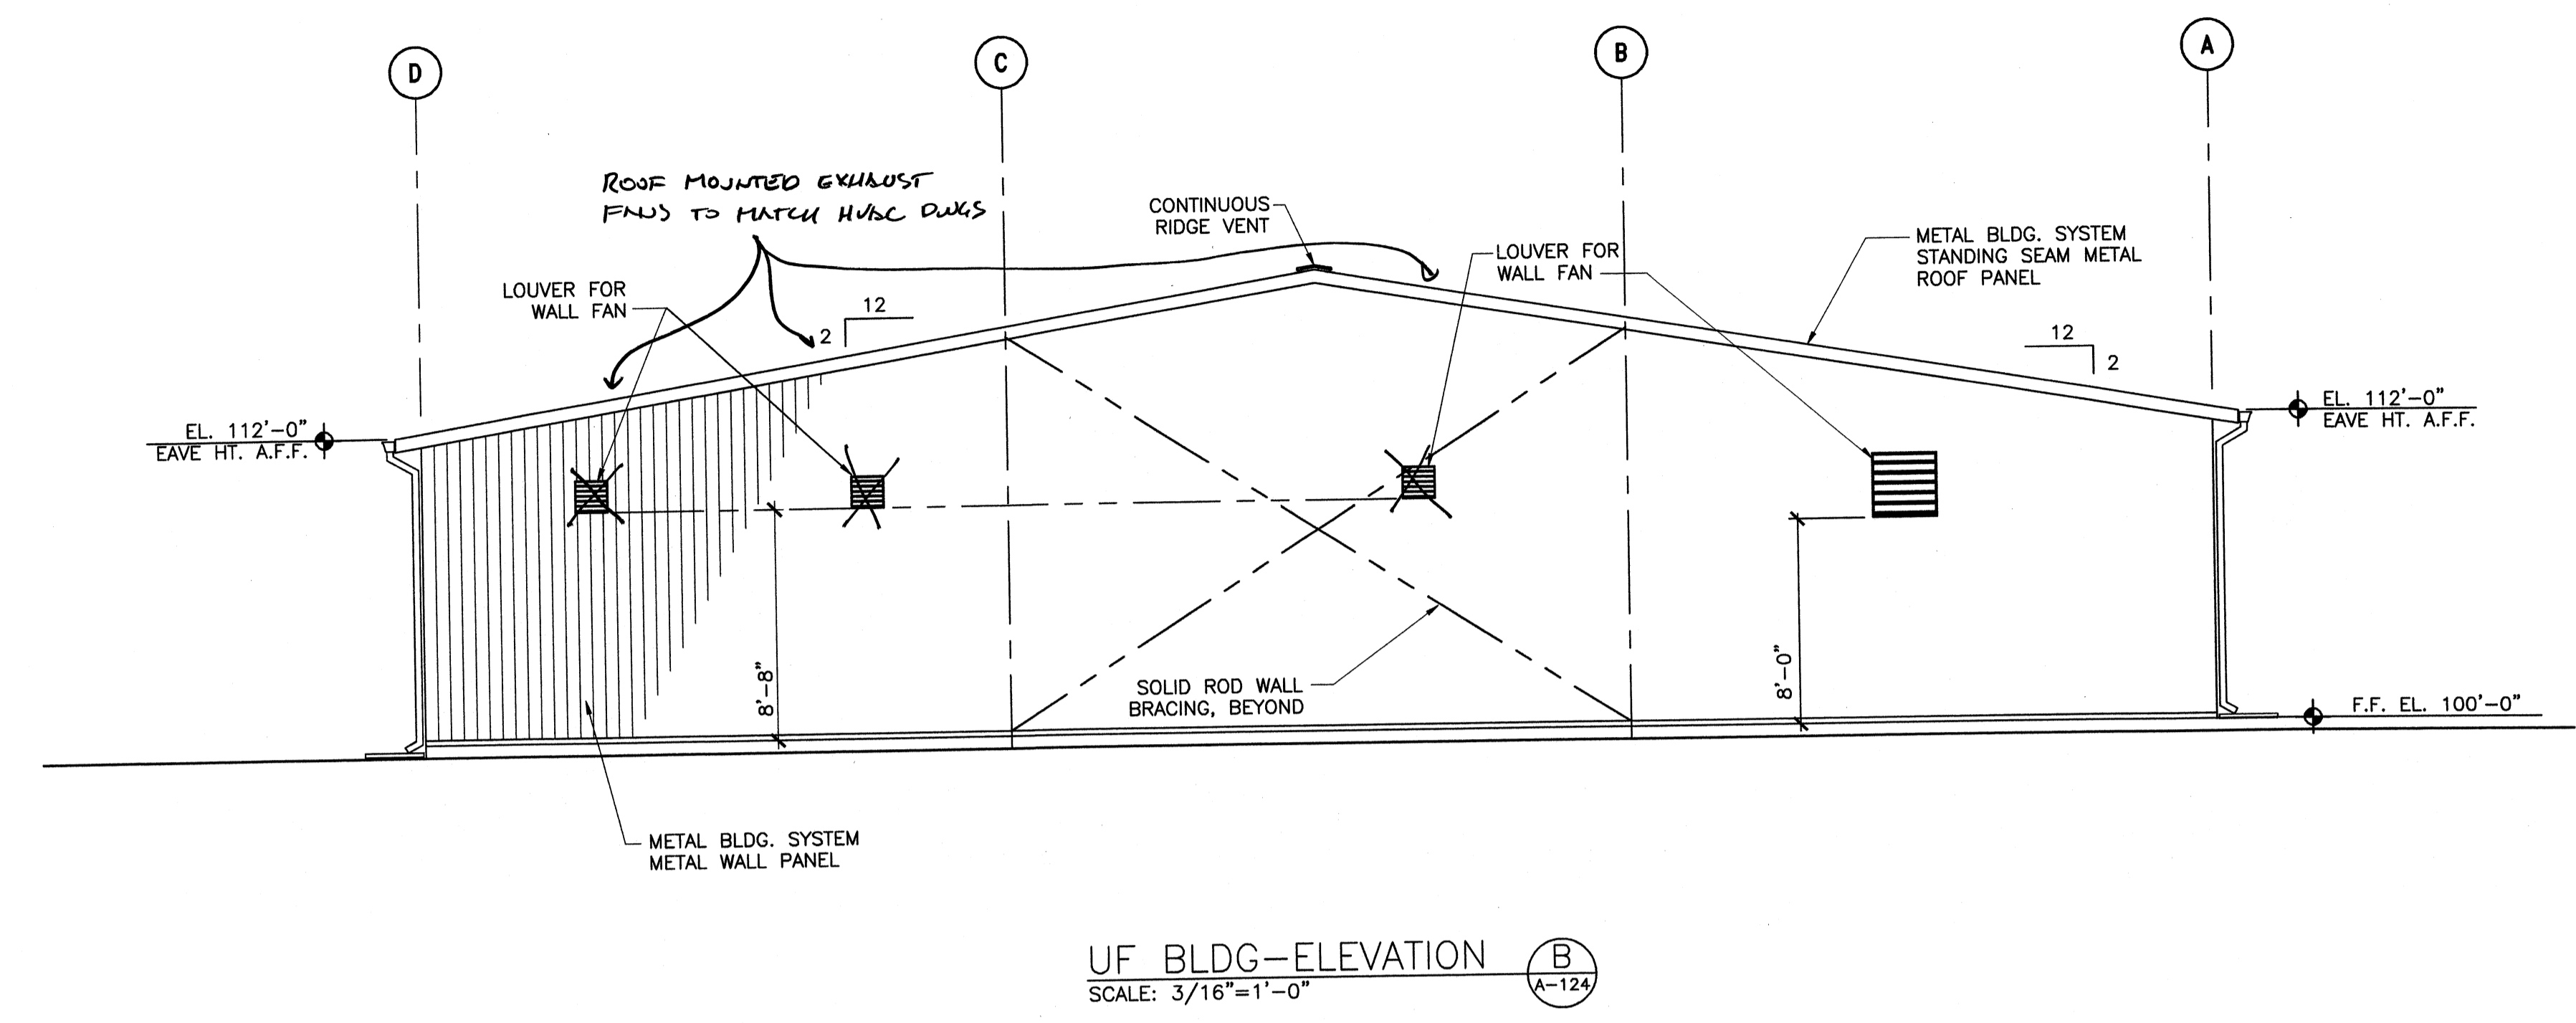 D
C
B
A
ROOF MOUNTED EXHAUST
FANS TO MATCH HVAC DWGS
CONTINUOUS
RIDGE VENT
LOUVER FOR
WALL FAN
METAL BLDG. SYSTEM
STANDING SEAM METAL
ROOF PANEL
LOUVER FOR
WALL FAN
12
2
12
2
EL. 112'-0"
EAVE HT. A.F.F.
EL. 112'-0"
EAVE HT. A.F.F.
8'-8"
8'-0"
SOLID ROD WALL
BRACING, BEYOND
F.F. EL. 100'-0"
METAL BLDG. SYSTEM
METAL WALL PANEL
UF BLDG-ELEVATION
SCALE: 3/16"=1'-0"
B
A-124